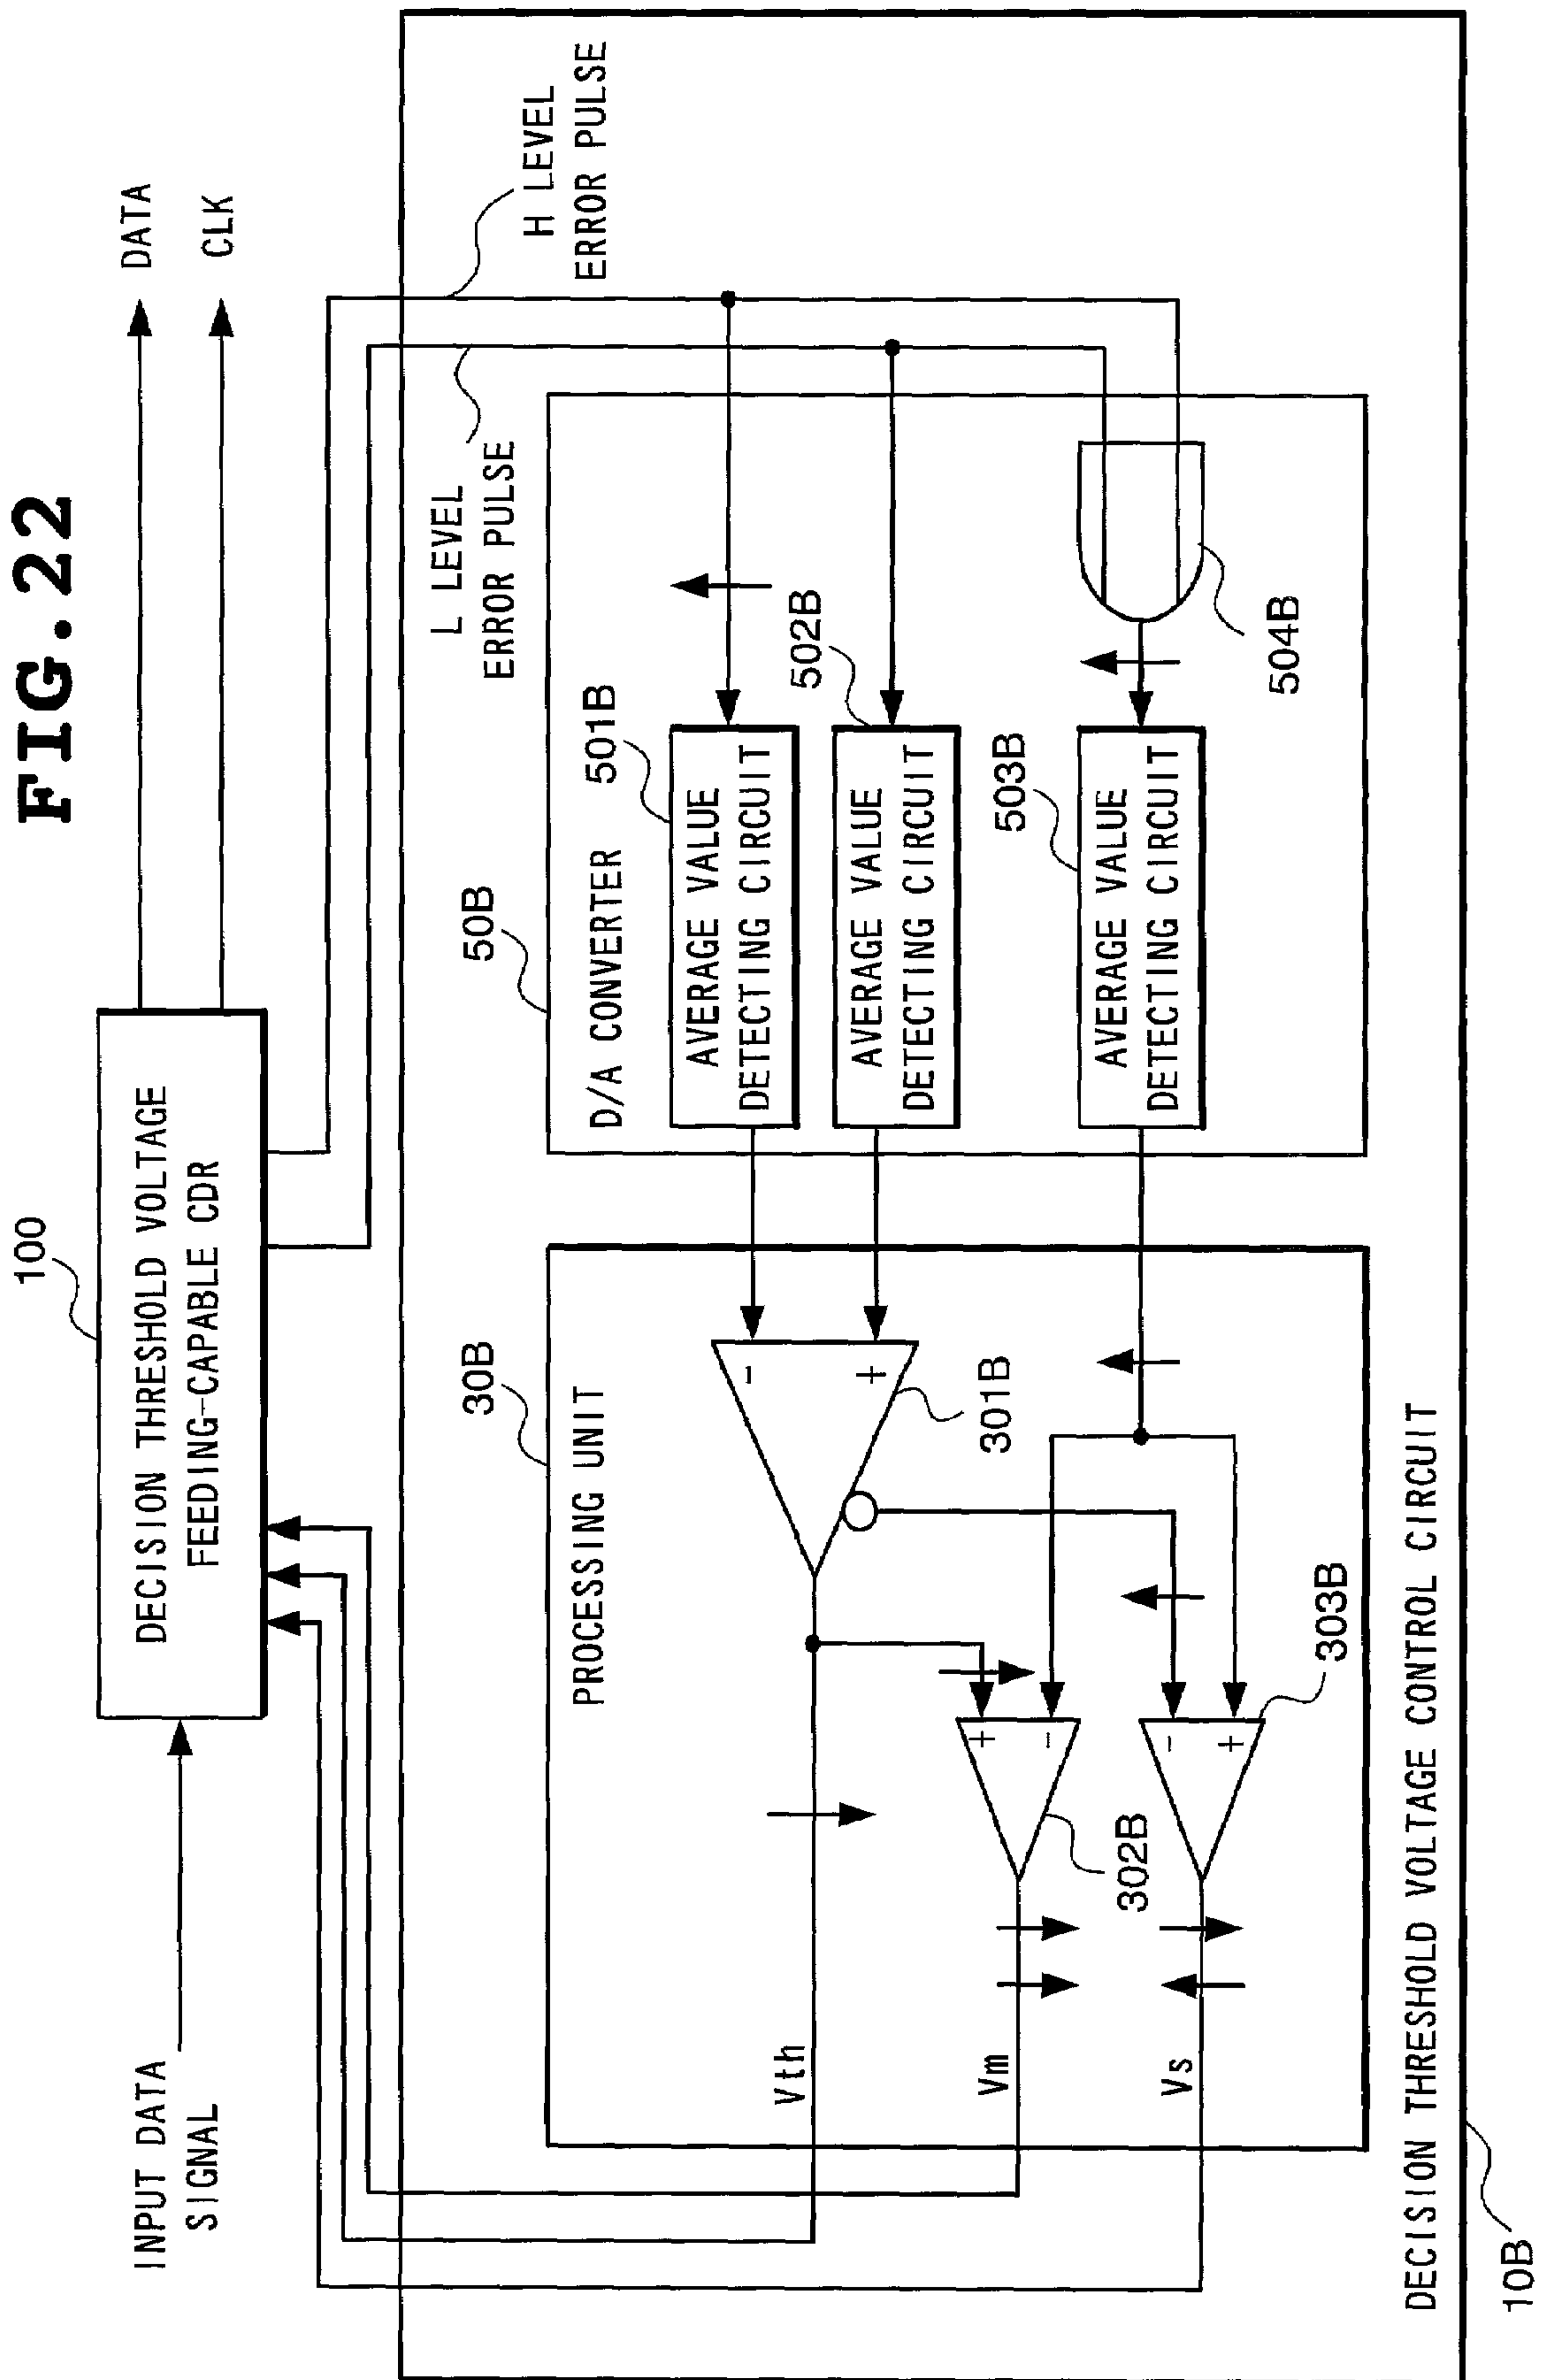 FIG.22
100
DECISION THRESHOLD VOLTAGE
FEEDING-CAPABLE CDR
INPUT DATA
SIGNAL
DATA
CLK
H LEVEL
ERROR PULSE
L LEVEL
ERROR PULSE
50B
D/A CONVERTER
501B
AVERAGE VALUE
DETECTING CIRCUIT
502B
AVERAGE VALUE
DETECTING CIRCUIT
503B
AVERAGE VALUE
DETECTING CIRCUIT
504B
30B
PROCESSING UNIT
-
+
301B
+
-
302B
-
+
303B
Vth
Vm
Vs
DECISION THRESHOLD VOLTAGE CONTROL CIRCUIT
10B